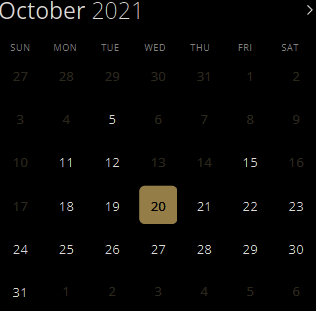 October 2021 >
SUN MON TUE WED THU FRI SAT
27 28 29 30 31 1 2
3 4 5 6 7 8 9
10 11 12 13 14 15 16
17 18 19 20 21 22 23
24 25 26 27 28 29 30
31 1 2 3 4 5 6